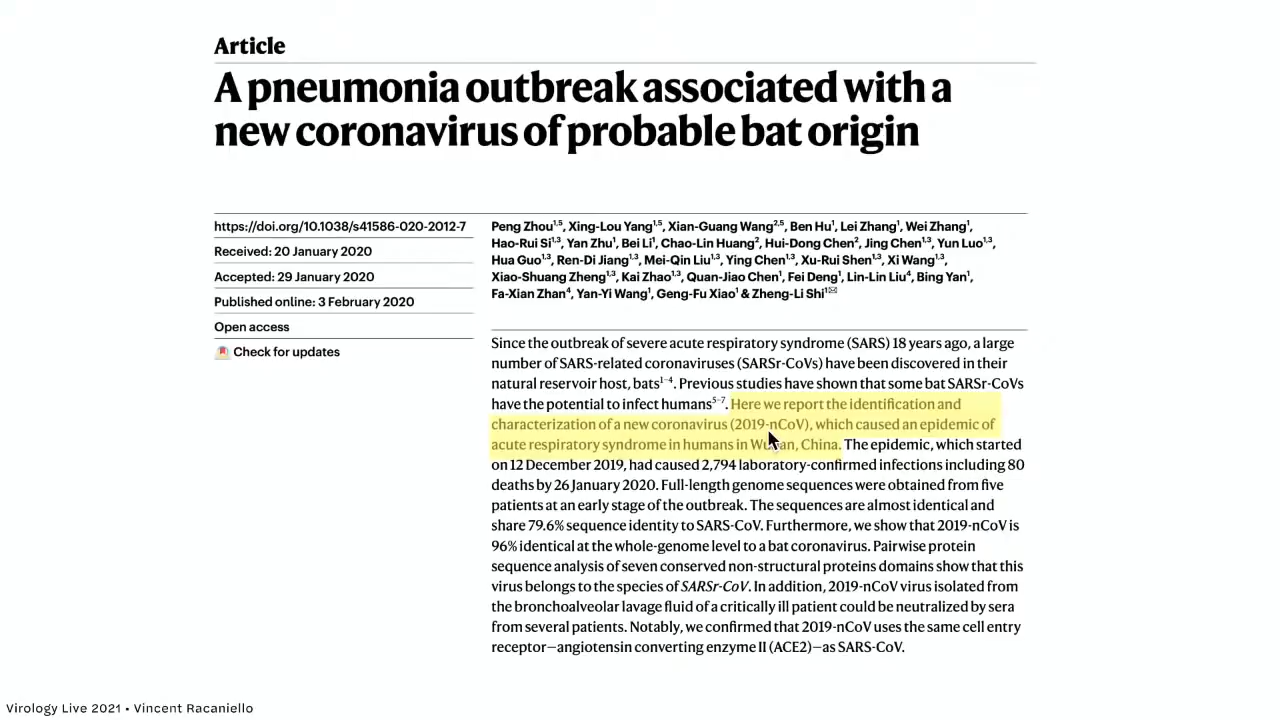 Article
A pneumonia outbreak associated with a
new coronavirus of probable bat origin
https://doi.org/10.1038/s41586-020-2012-7
Received: 20 January 2020
Accepted: 29 January 2020
Published online: 3 February 2020
Open access
Check for updates
Peng Zhou1,5, Xing-Lou Yang1,5, Xian-Guang Wang2,5, Ben Hu1, Lei Zhang1, Wei Zhang1,
Hao-Rui Si1,3, Yan Zhu1, Bei Li1, Chao-Lin Huang2, Hui-Dong Chen2, Jing Chen1,3, Yun Luo1,3,
Hua Guo1,3, Ren-Di Jiang1,3, Mei-Qin Liu1,3, Ying Chen1,3, Xu-Rui Shen1,3, Xi Wang1,3,
Xiao-Shuang Zheng1,3, Kai Zhao1,3, Quan-Jiao Chen1, Fei Deng1, Lin-Lin Liu4, Bing Yan1,
Fa-Xian Zhan4, Yan-Yi Wang1, Geng-Fu Xiao1 & Zheng-Li Shi1✉
Since the outbreak of severe acute respiratory syndrome (SARS) 18 years ago, a large
number of SARS-related coronaviruses (SARSr-CoVs) have been discovered in their
natural reservoir host, bats1–4. Previous studies have shown that some bat SARSr-CoVs
have the potential to infect humans5–7. Here we report the identification and
characterization of a new coronavirus (2019-nCoV), which caused an epidemic of
acute respiratory syndrome in humans in Wuhan, China. The epidemic, which started
on 12 December 2019, had caused 2,794 laboratory-confirmed infections including 80
deaths by 26 January 2020. Full-length genome sequences were obtained from five
patients at an early stage of the outbreak. The sequences are almost identical and
share 79.6% sequence identity to SARS-CoV. Furthermore, we show that 2019-nCoV is
96% identical at the whole-genome level to a bat coronavirus. Pairwise protein
sequence analysis of seven conserved non-structural proteins domains show that this
virus belongs to the species of SARSr-CoV. In addition, 2019-nCoV virus isolated from
the bronchoalveolar lavage fluid of a critically ill patient could be neutralized by sera
from several patients. Notably, we confirmed that 2019-nCoV uses the same cell entry
receptor—angiotensin converting enzyme II (ACE2)—as SARS-CoV.
Virology Live 2021 • Vincent Racaniello